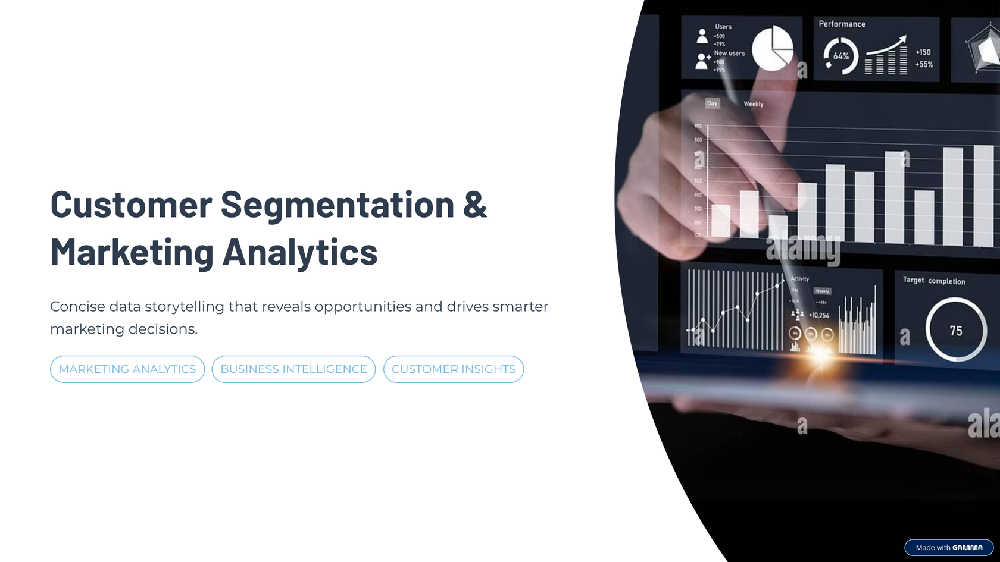 Customer Segmentation &
Marketing Analytics
Concise data storytelling that reveals opportunities and drives smarter
marketing decisions.
MARKETING ANALYTICS
BUSINESS INTELLIGENCE
CUSTOMER INSIGHTS
Users
+500
+79%
New users
+900
+95%
Performance
64%
+150
+55%
Day
Weekly
900
800
600
500
400
300
200
100
Activity
Day
Weekly
+ 4284
+10,254
Target completion
75
a
a
a
alamy
a
a
a
ala
Made with GAMMA